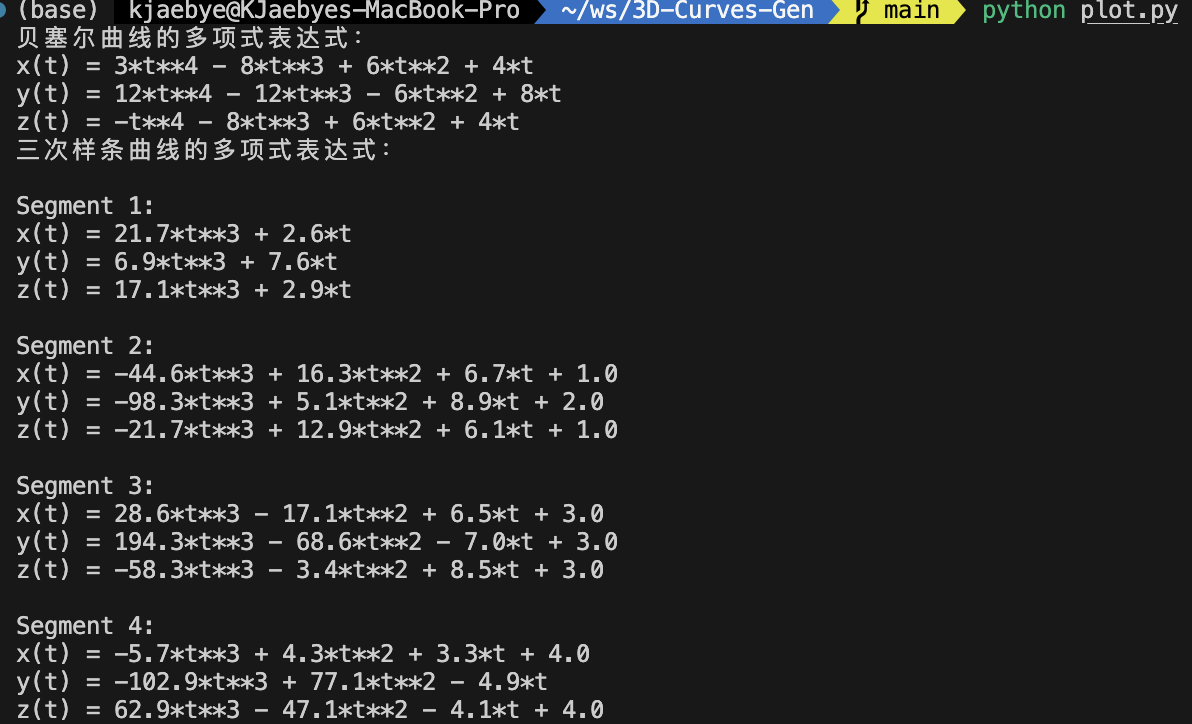 (base) kjaebye@KJaebyes-MacBook-Pro ~/ws/3D-Curves-Gen main python plot.py
贝塞尔曲线的多项式表达式:
x(t) = 3*t**4 - 8*t**3 + 6*t**2 + 4*t
y(t) = 12*t**4 - 12*t**3 - 6*t**2 + 8*t
z(t) = -t**4 - 8*t**3 + 6*t**2 + 4*t
三次样条曲线的多项式表达式:
Segment 1:
x(t) = 21.7*t**3 + 2.6*t
y(t) = 6.9*t**3 + 7.6*t
z(t) = 17.1*t**3 + 2.9*t
Segment 2:
x(t) = -44.6*t**3 + 16.3*t**2 + 6.7*t + 1.0
y(t) = -98.3*t**3 + 5.1*t**2 + 8.9*t + 2.0
z(t) = -21.7*t**3 + 12.9*t**2 + 6.1*t + 1.0
Segment 3:
x(t) = 28.6*t**3 - 17.1*t**2 + 6.5*t + 3.0
y(t) = 194.3*t**3 - 68.6*t**2 - 7.0*t + 3.0
z(t) = -58.3*t**3 - 3.4*t**2 + 8.5*t + 3.0
Segment 4:
x(t) = -5.7*t**3 + 4.3*t**2 + 3.3*t + 4.0
y(t) = -102.9*t**3 + 77.1*t**2 - 4.9*t
z(t) = 62.9*t**3 - 47.1*t**2 - 4.1*t + 4.0